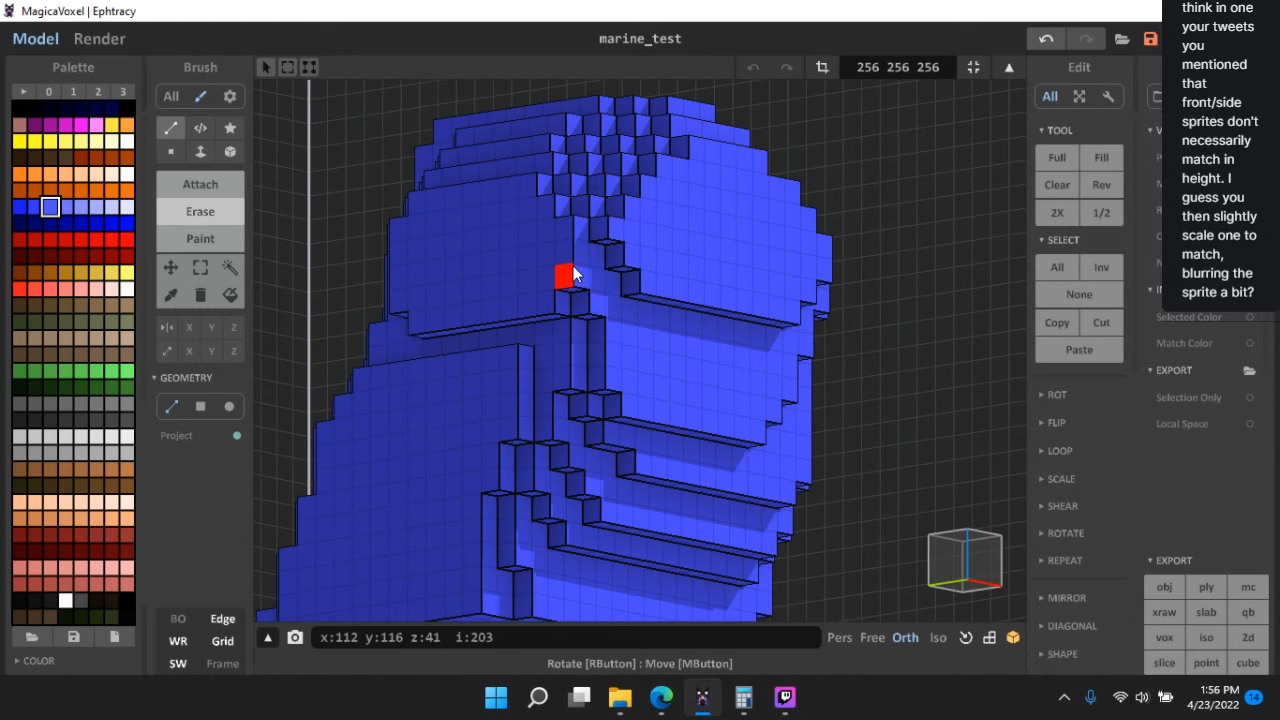 MagicaVoxel | Ephtracy
Model Render
marine_test
Palette
Brush
256 256 256
Edit
0 1 2 3
All
All
TOOL
Full Fill
Clear Rev
2X 1/2
SELECT
All Inv
None
Copy Cut
Paste
ROT
FLIP
LOOP
SCALE
SHEAR
ROTATE
REPEAT
MIRROR
DIAGONAL
SHAPE
Attach
Erase
Paint
X Y Z
X Y Z
GEOMETRY
Project
BO Edge
WR Grid
SW Frame
COLOR
x:112 y:116 z:41 i:203
Pers Free Orth Iso
Rotate [RButton] : Move [MButton]
think in one
your tweets
you
mentioned
that
front/side
sprites don't
necessarily
match in
height. I
guess you
then slightly
scale one to
match,
blurring the
sprite a bit?
Selected Color
Match Color
EXPORT
Selection Only
Local Space
EXPORT
obj ply mc
xraw slab qb
vox iso 2d
slice point cube
1:56 PM
4/23/2022
14